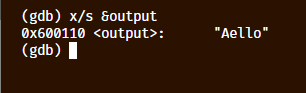 (gdb) x/s &output
0x600110 <output>:       "Aello"
(gdb)